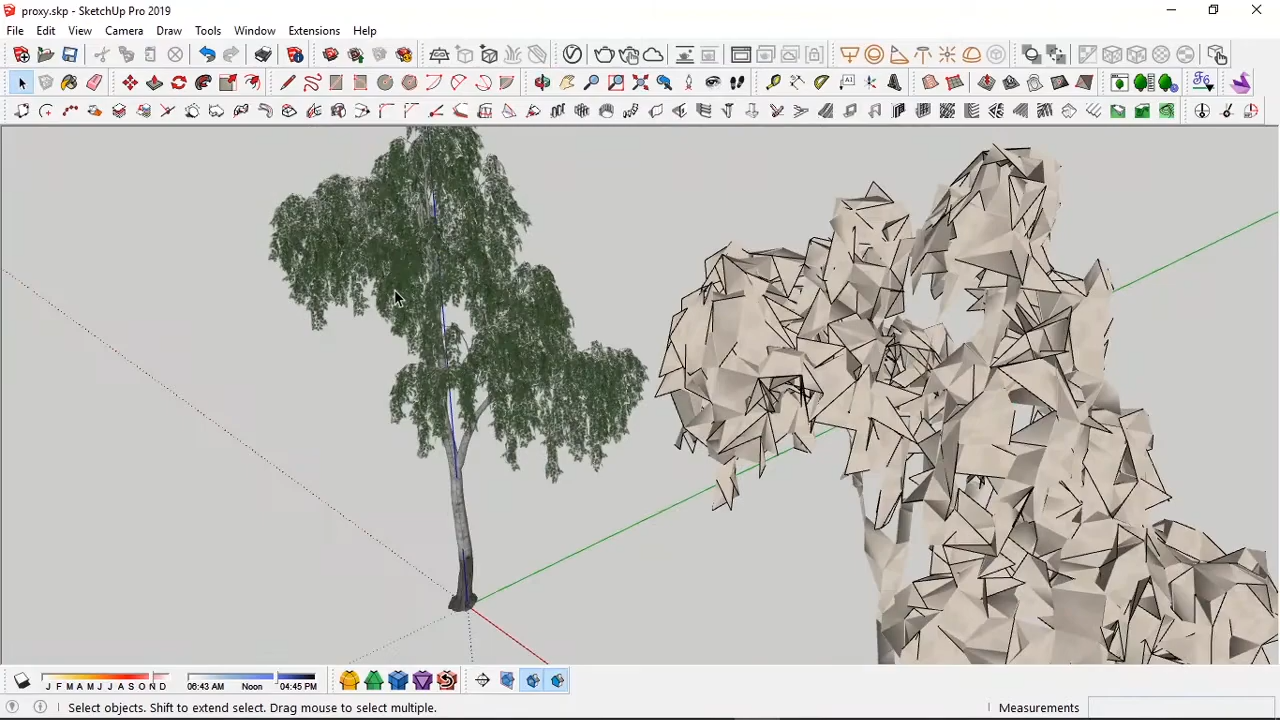 proxy.skp - SketchUp Pro 2019
File Edit View Camera Draw Tools Window Extensions Help
J F M A M J J A S O N D 06:43 AM Noon 04:45 PM
Select objects. Shift to extend select. Drag mouse to select multiple. Measurements